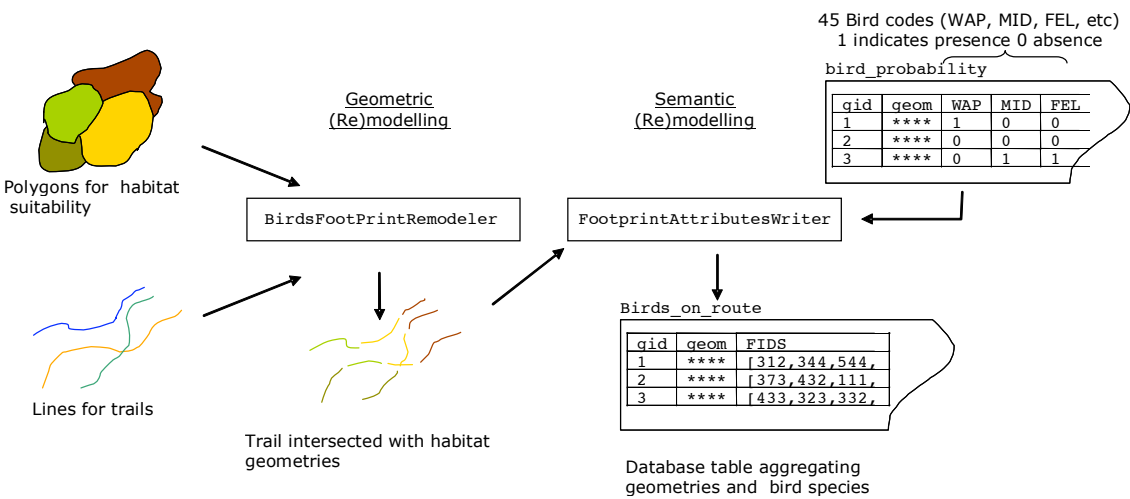 45 Bird codes (WAP, MID, FEL, etc)
1 indicates presence 0 absence
bird_probability
gid geom WAP MID FEL
1 **** 1 0 0
2 **** 0 0 0
3 **** 0 1 1
Geometric
(Re)modelling
Semantic
(Re)modelling
Polygons for habitat
suitability
BirdsFootPrintRemodeler
FootprintAttributesWriter
Lines for trails
Trail intersected with habitat
geometries
Birds_on_route
gid geom FIDS
1 **** [312,344,544,
2 **** [373,432,111,
3 **** [433,323,332,
Database table aggregating
geometries and bird species